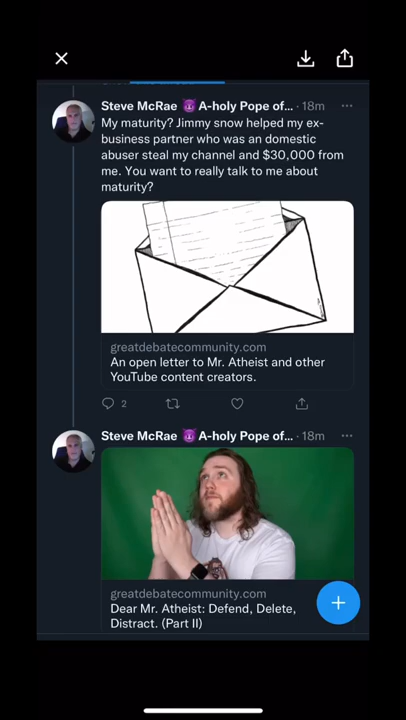 Steve McRae 😈 A-holy Pope of... · 18m
My maturity? Jimmy snow helped my ex-
business partner who was an domestic
abuser steal my channel and $30,000 from
me. You want to really talk to me about
maturity?
greatdebatecommunity.com
An open letter to Mr. Atheist and other
YouTube content creators.
2
Steve McRae 😈 A-holy Pope of... · 18m
greatdebatecommunity.com
Dear Mr. Atheist: Defend, Delete,
Distract. (Part II)